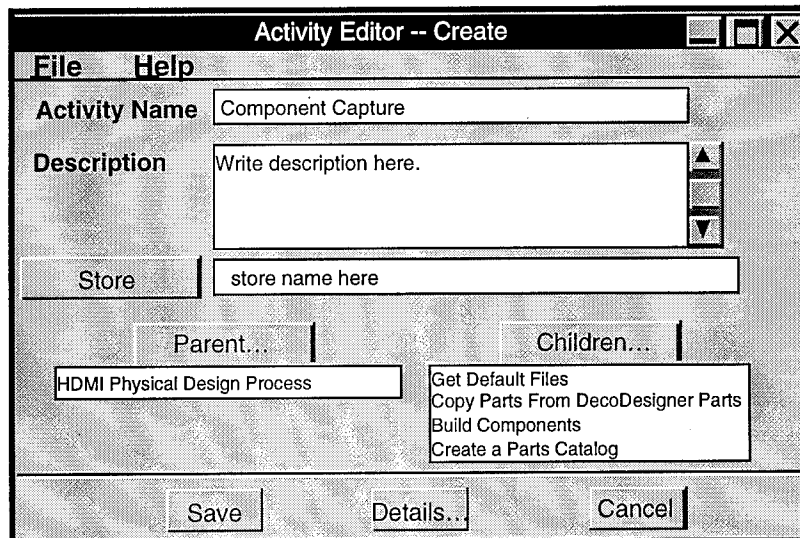 Activity Editor -- Create
File Help
Activity Name Component Capture
Description Write description here.
Store store name here
Parent... Children...
HDMI Physical Design Process
Get Default Files
Copy Parts From DecoDesigner Parts
Build Components
Create a Parts Catalog
Save Details... Cancel